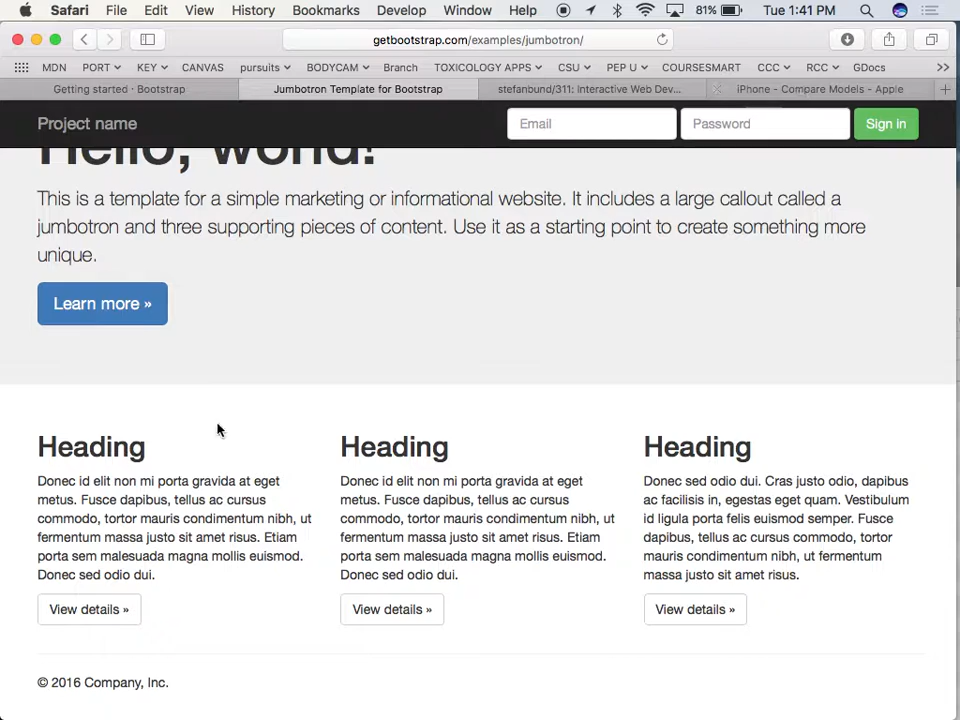 Safari File Edit View History Bookmarks Develop Window Help 81% Tue 1:41 PM
getbootstrap.com/examples/jumbotron/
MDN PORT KEY CANVAS pursuits BODYCAM Branch TOXICOLOGY APPS CSU PEP U COURSESMART CCC RCC GDocs »
Getting started · Bootstrap Jumbotron Template for Bootstrap stefanbund/311: Interactive Web Dev... iPhone - Compare Models - Apple
Project name Email Password Sign in
Hello, world!
This is a template for a simple marketing or informational website. It includes a large callout called a
jumbotron and three supporting pieces of content. Use it as a starting point to create something more
unique.
Learn more »
Heading
Donec id elit non mi porta gravida at eget
metus. Fusce dapibus, tellus ac cursus
commodo, tortor mauris condimentum nibh, ut
fermentum massa justo sit amet risus. Etiam
porta sem malesuada magna mollis euismod.
Donec sed odio dui.
View details »
Heading
Donec id elit non mi porta gravida at eget
metus. Fusce dapibus, tellus ac cursus
commodo, tortor mauris condimentum nibh, ut
fermentum massa justo sit amet risus. Etiam
porta sem malesuada magna mollis euismod.
Donec sed odio dui.
View details »
Heading
Donec sed odio dui. Cras justo odio, dapibus
ac facilisis in, egestas eget quam. Vestibulum
id ligula porta felis euismod semper. Fusce
dapibus, tellus ac cursus commodo, tortor
mauris condimentum nibh, ut fermentum
massa justo sit amet risus.
View details »
© 2016 Company, Inc.